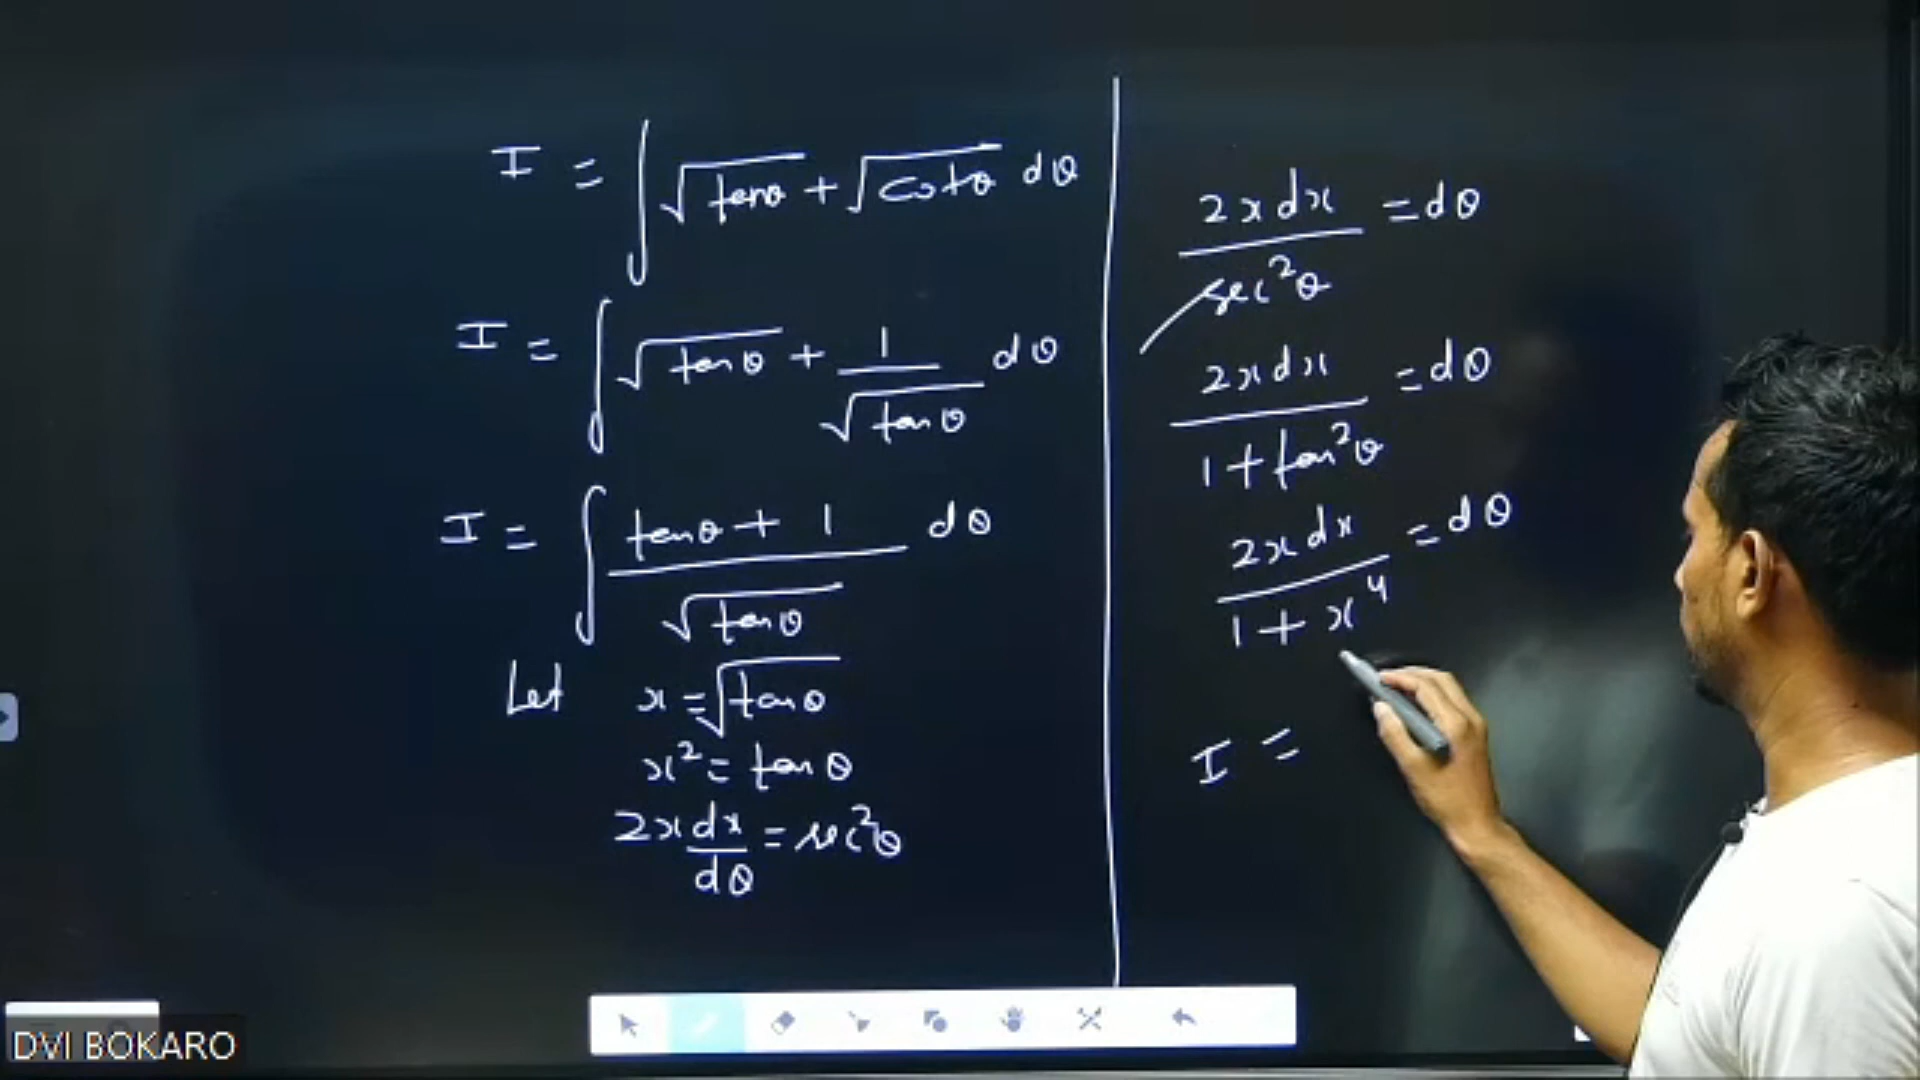 I = ∫ √tanθ + √cotθ dθ
I = ∫ √tanθ + 1/√tanθ dθ
I = ∫ (tanθ + 1)/√tanθ dθ
Let x = √tanθ
x² = tanθ
2x dx/dθ = sec²θ
2x dx/sec²θ = dθ
2x dx/(1 + tan²θ) = dθ
2x dx/(1 + x⁴) = dθ
I =
DVI BOKARO